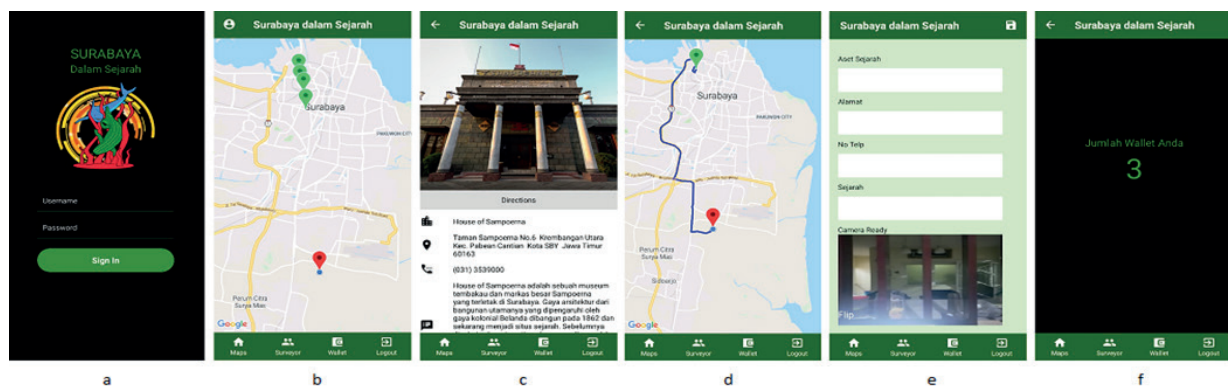 SURABAYA
Dalam Sejarah
Username
Password
Sign In
a
Surabaya dalam Sejarah
Surabaya
PAKUWON CITY
Perum Citra
Surya Mas
Google
Maps
Surveyor
Wallet
Logout
b
Surabaya dalam Sejarah
Directions
House of Sampoerna
Taman Sampoerna No.6 Krembangan Utara
Kec. Pabean Cantian Kota SBY Jawa Timur
60163
(031) 3539000
House of Sampoerna adalah sebuah museum
tembakau dan markas besar Sampoerna
yang terletak di Surabaya. Gaya arsitektur dari
bangunan utamanya yang dipengaruhi oleh
gaya kolonial Belanda dibangun pada 1862 dan
sekarang menjadi situs sejarah. Sebelumnya
Maps
Surveyor
Wallet
Logout
c
Surabaya dalam Sejarah
Surabaya
PAKUWON CITY
Perum Citra
Surya Mas
Sidoarjo
Google
Maps
Surveyor
Wallet
Logout
d
Surabaya dalam Sejarah
Aset Sejarah
Alamat
No Telp
Sejarah
Camera Ready
Flip
Maps
Surveyor
Wallet
Logout
e
Surabaya dalam Sejarah
Jumlah Wallet Anda
3
Maps
Surveyor
Wallet
Logout
f